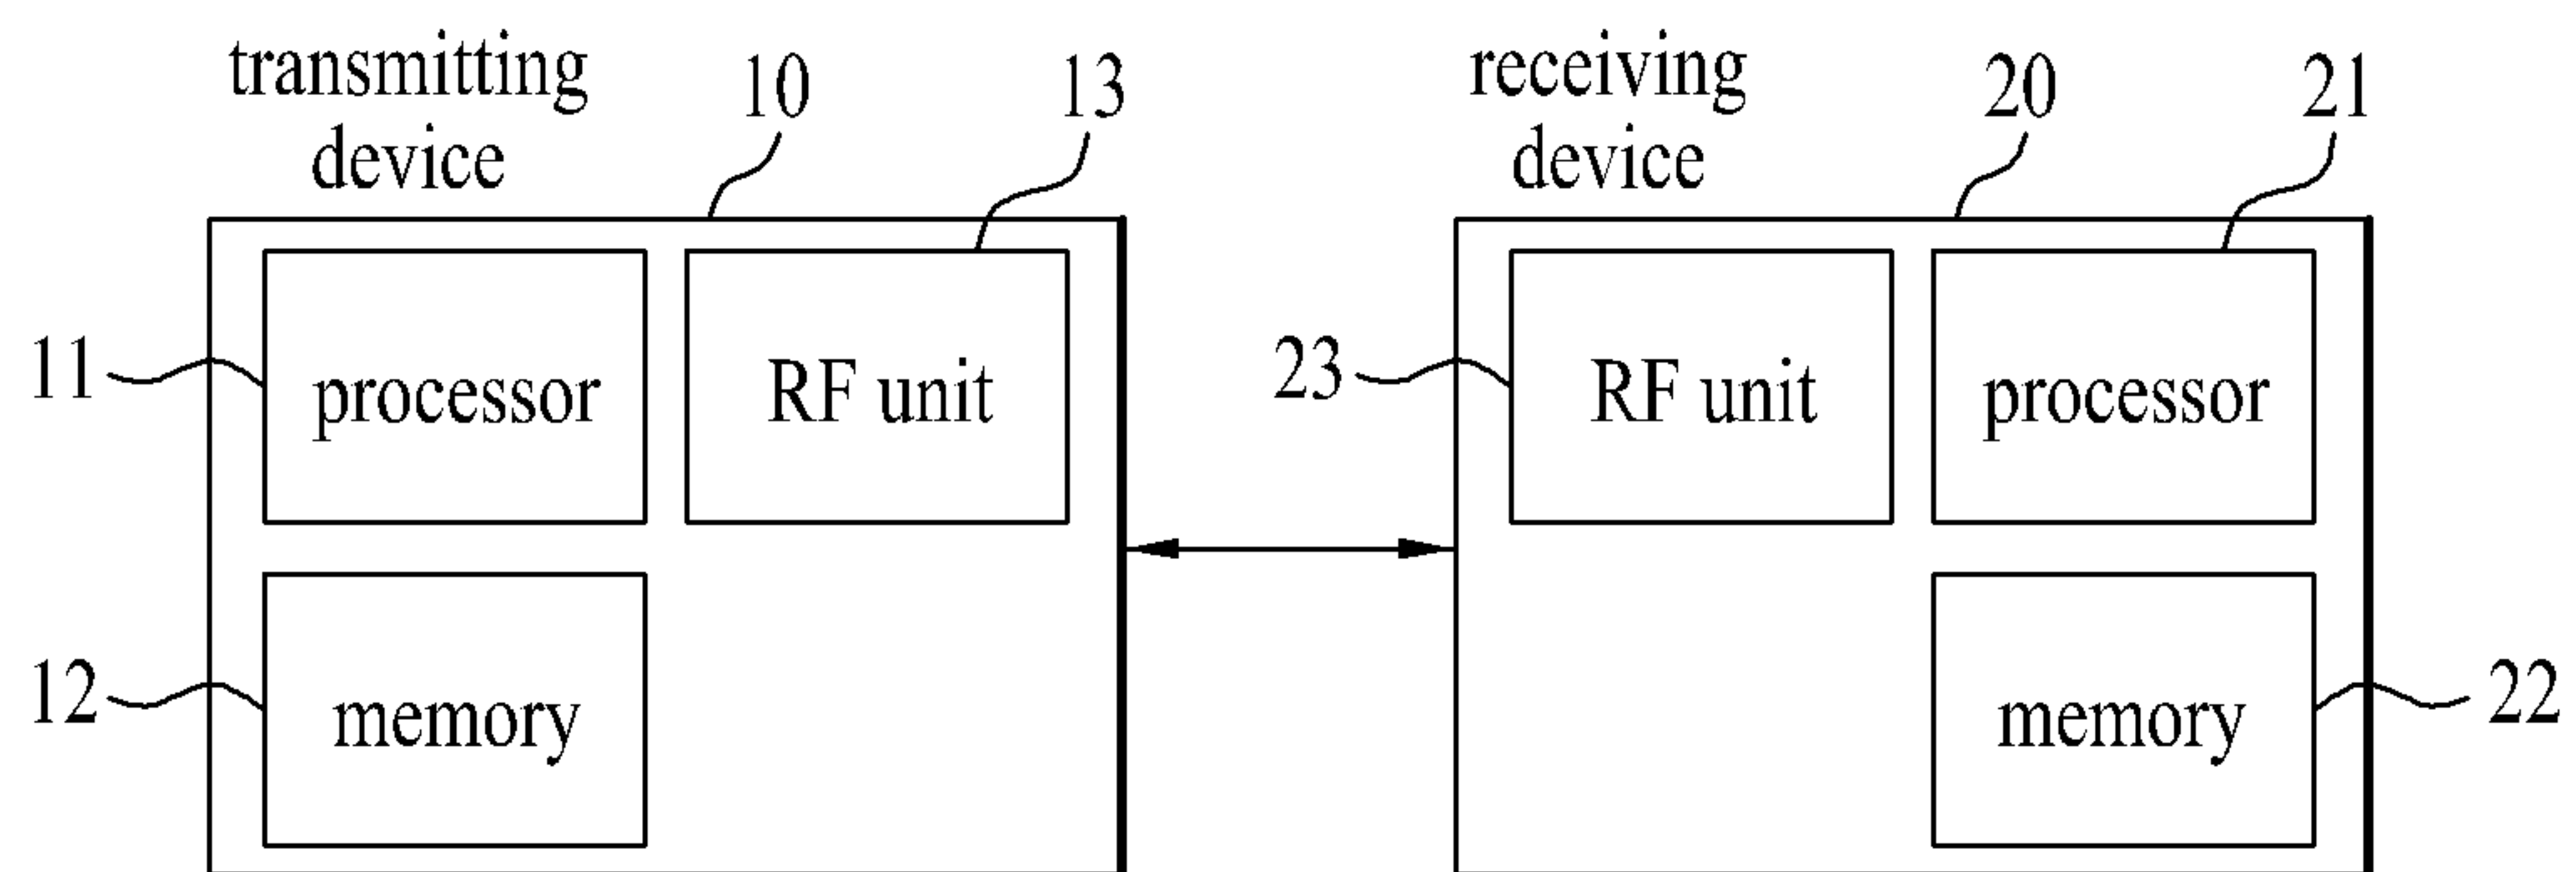 transmitting
device
10
13
receiving
device
20
21
11
processor
RF unit
23
RF unit
processor
12
memory
memory
22